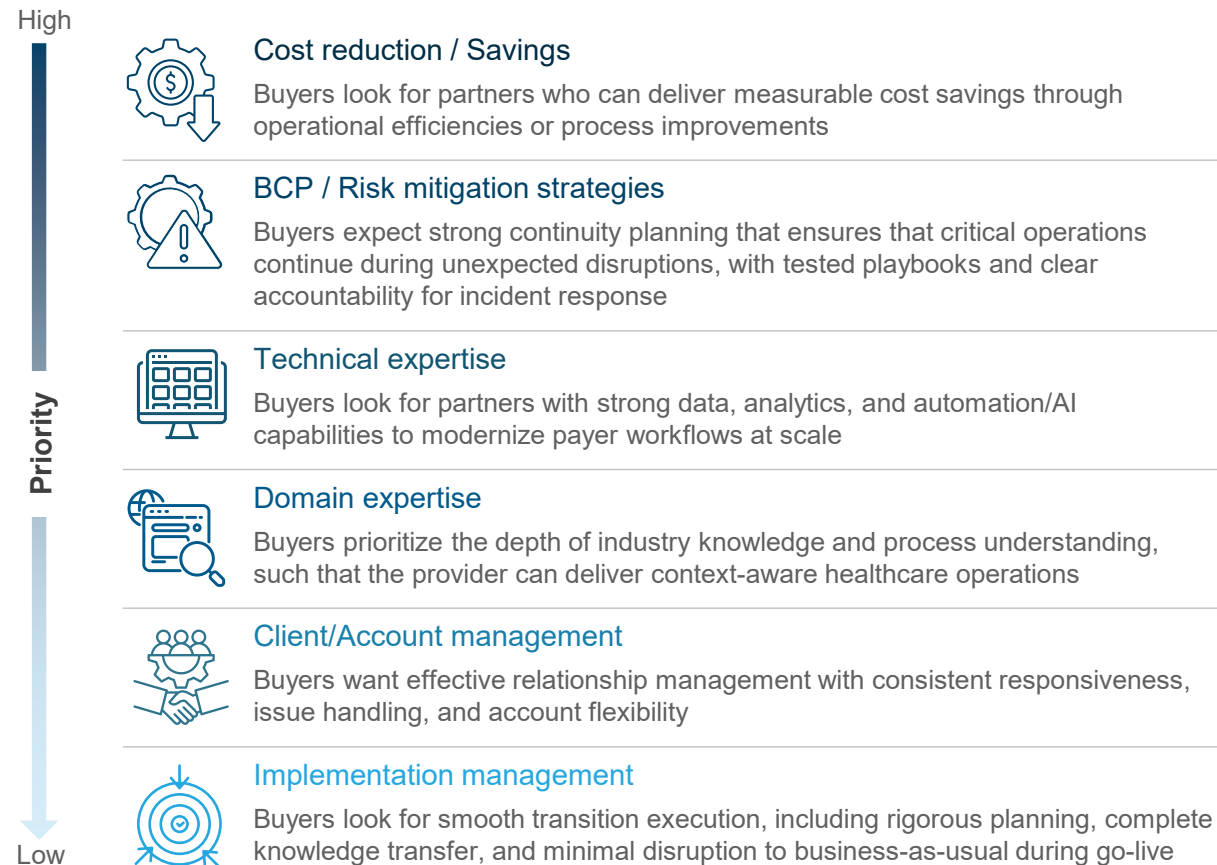 High
Cost reduction / Savings
Buyers look for partners who can deliver measurable cost savings through
operational efficiencies or process improvements
BCP / Risk mitigation strategies
Buyers expect strong continuity planning that ensures that critical operations
continue during unexpected disruptions, with tested playbooks and clear
accountability for incident response
Technical expertise
Buyers look for partners with strong data, analytics, and automation/AI
capabilities to modernize payer workflows at scale
Priority
Domain expertise
Buyers prioritize the depth of industry knowledge and process understanding,
such that the provider can deliver context-aware healthcare operations
Client/Account management
Buyers want effective relationship management with consistent responsiveness,
issue handling, and account flexibility
Implementation management
Buyers look for smooth transition execution, including rigorous planning, complete
knowledge transfer, and minimal disruption to business-as-usual during go-live
Low